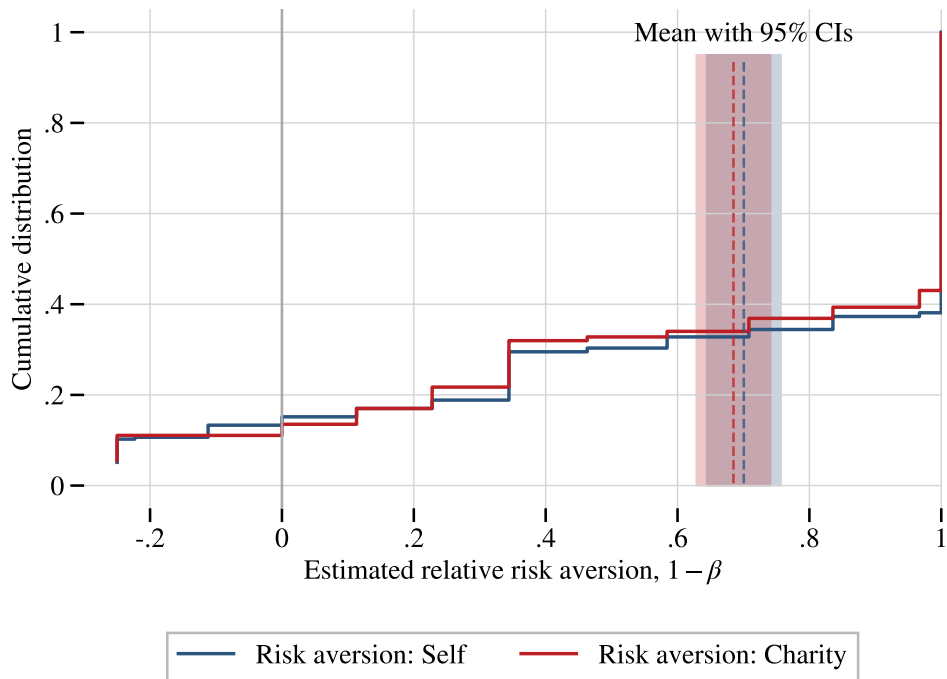 Mean with 95% CIs
1
.8
.6
.4
.2
0
Cumulative distribution
-.2 0 .2 .4 .6 .8 1
Estimated relative risk aversion, 1 − β
Risk aversion: Self Risk aversion: Charity